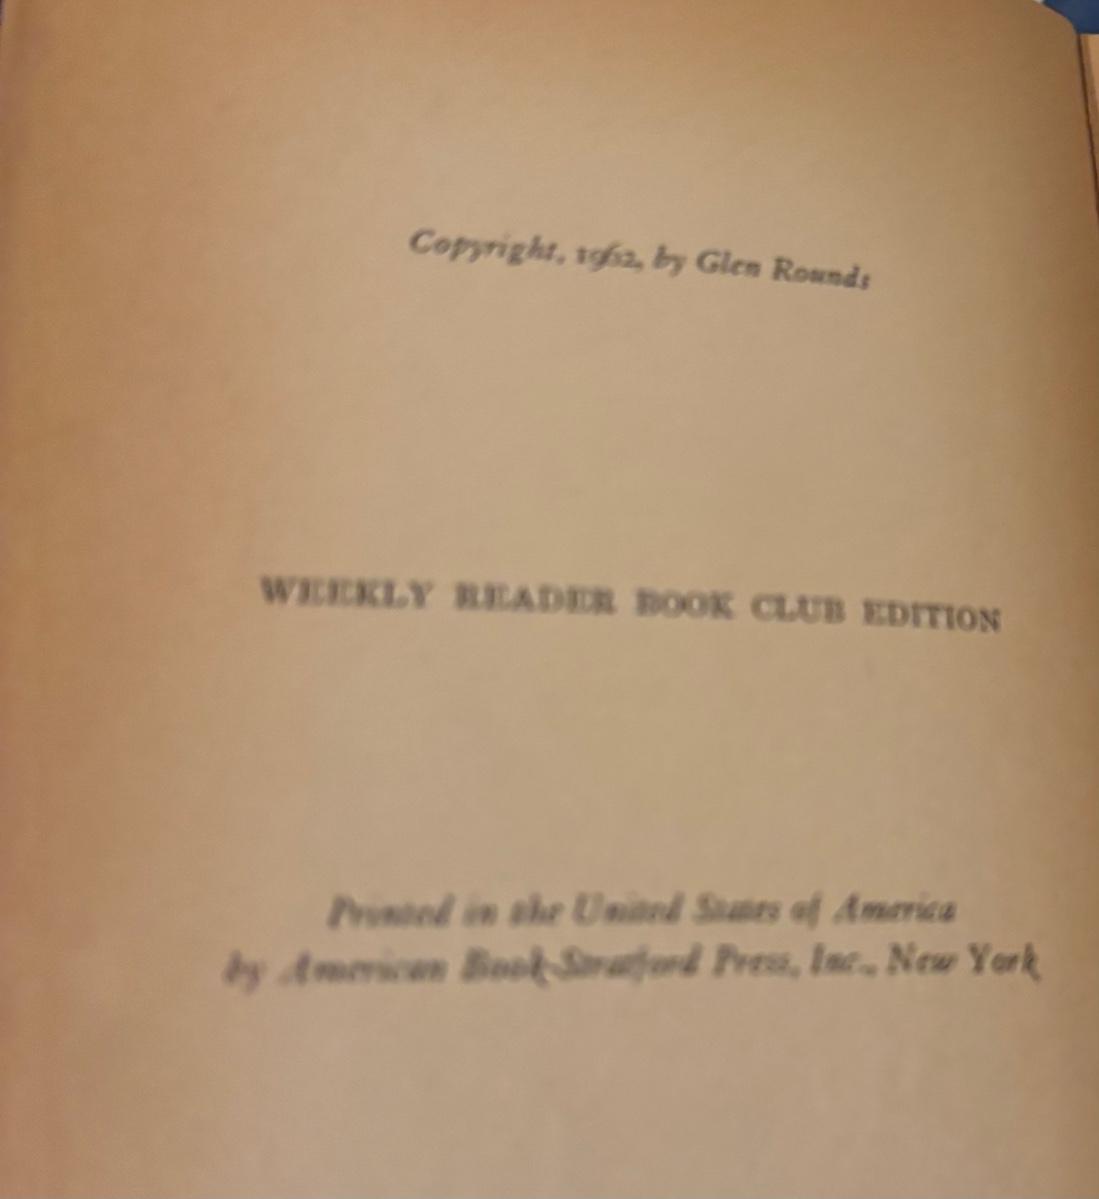 Copyright, 1962, by Glen Rounds
WEEKLY READER BOOK CLUB EDITION
Printed in the United States of America
by American Book-Stratford Press, Inc., New York